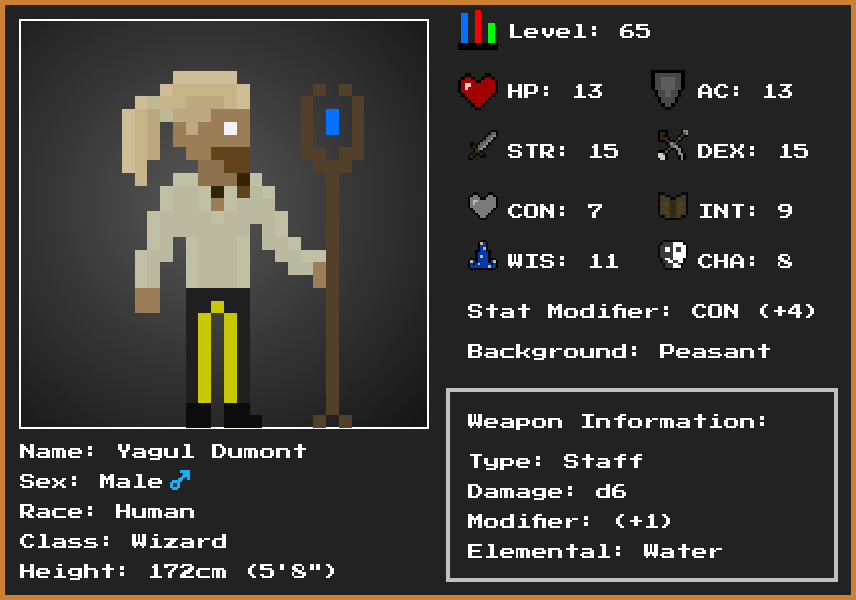 Level: 65
HP: 13 AC: 13
STR: 15 DEX: 15
CON: 7 INT: 9
WIS: 11 CHA: 8
Stat Modifier: CON (+4)
Background: Peasant
Weapon Information:
Type: Staff
Damage: d6
Modifier: (+1)
Elemental: Water
Name: Yagul Dumont
Sex: Male ♂
Race: Human
Class: Wizard
Height: 172cm (5'8")